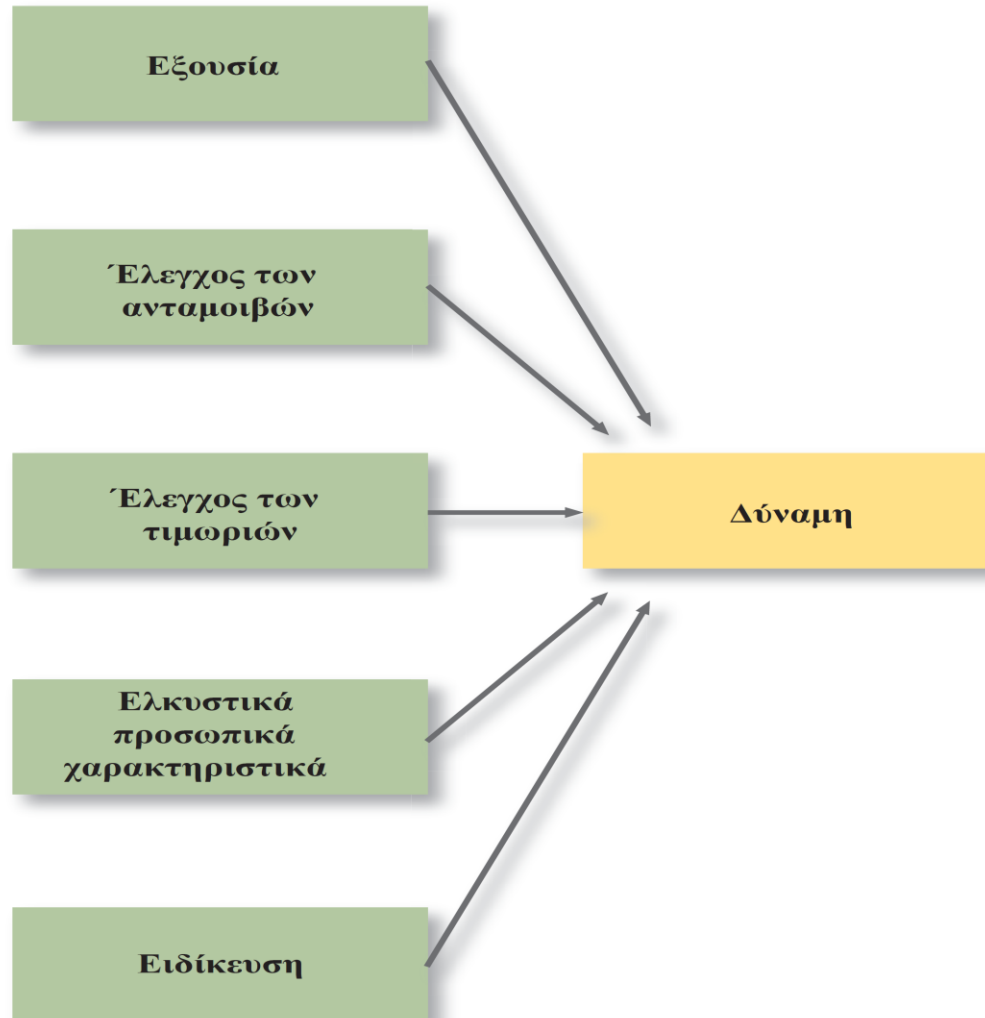 Εξουσία
Έλεγχος των
ανταμοιβών
Έλεγχος των
τιμωριών
Δύναμη
Ελκυστικά
προσωπικά
χαρακτηριστικά
Ειδίκευση